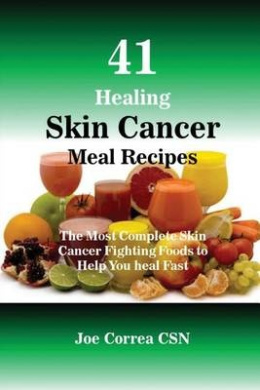 41
Healing
Skin Cancer
Meal Recipes
The Most Complete Skin
Cancer Fighting Foods to
Help You heal Fast
Joe Correa CSN